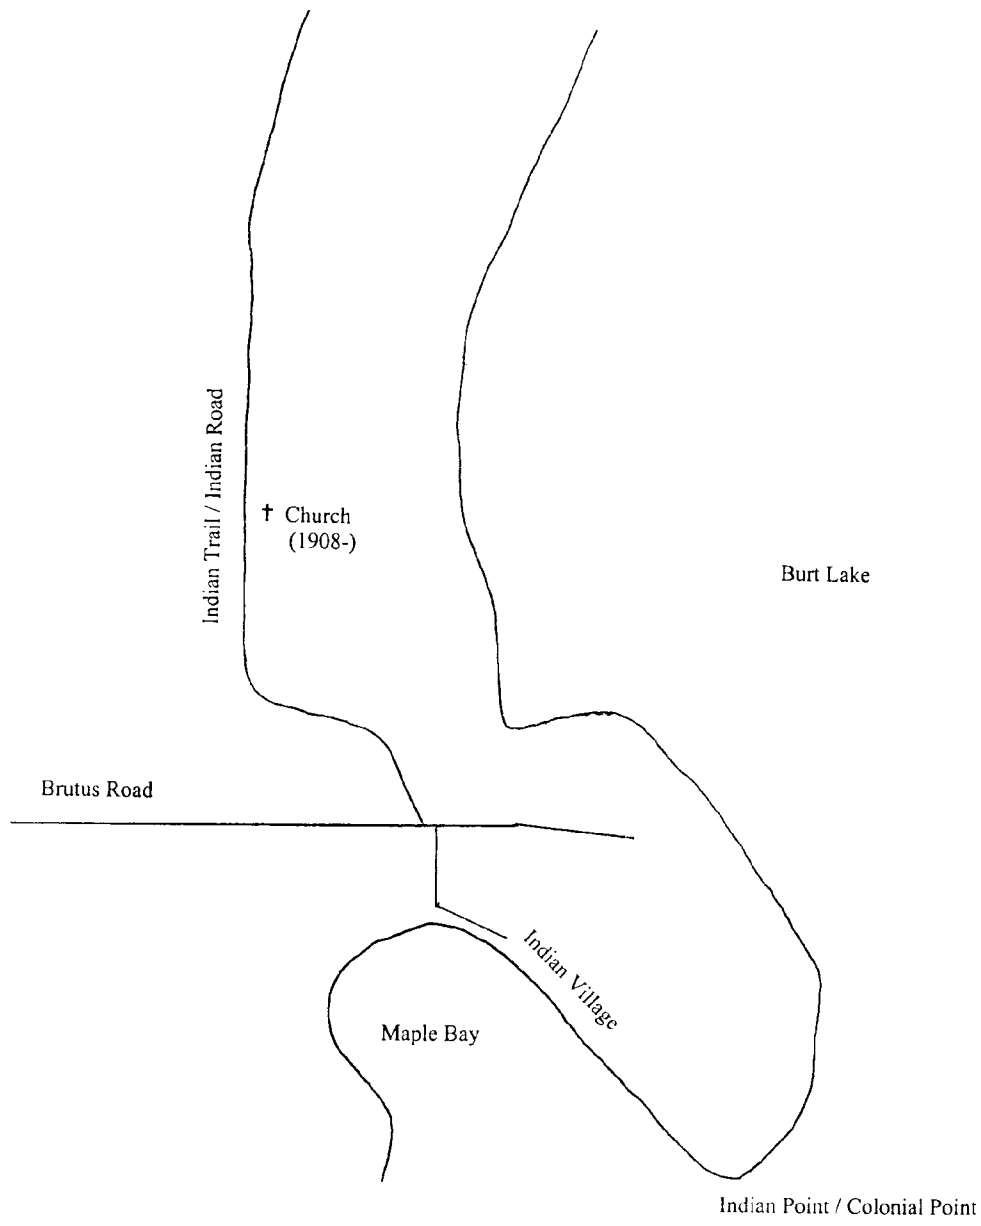 Indian Trail / Indian Road
✝ Church
(1908-)
Burt Lake
Brutus Road
Indian Village
Maple Bay
Indian Point / Colonial Point